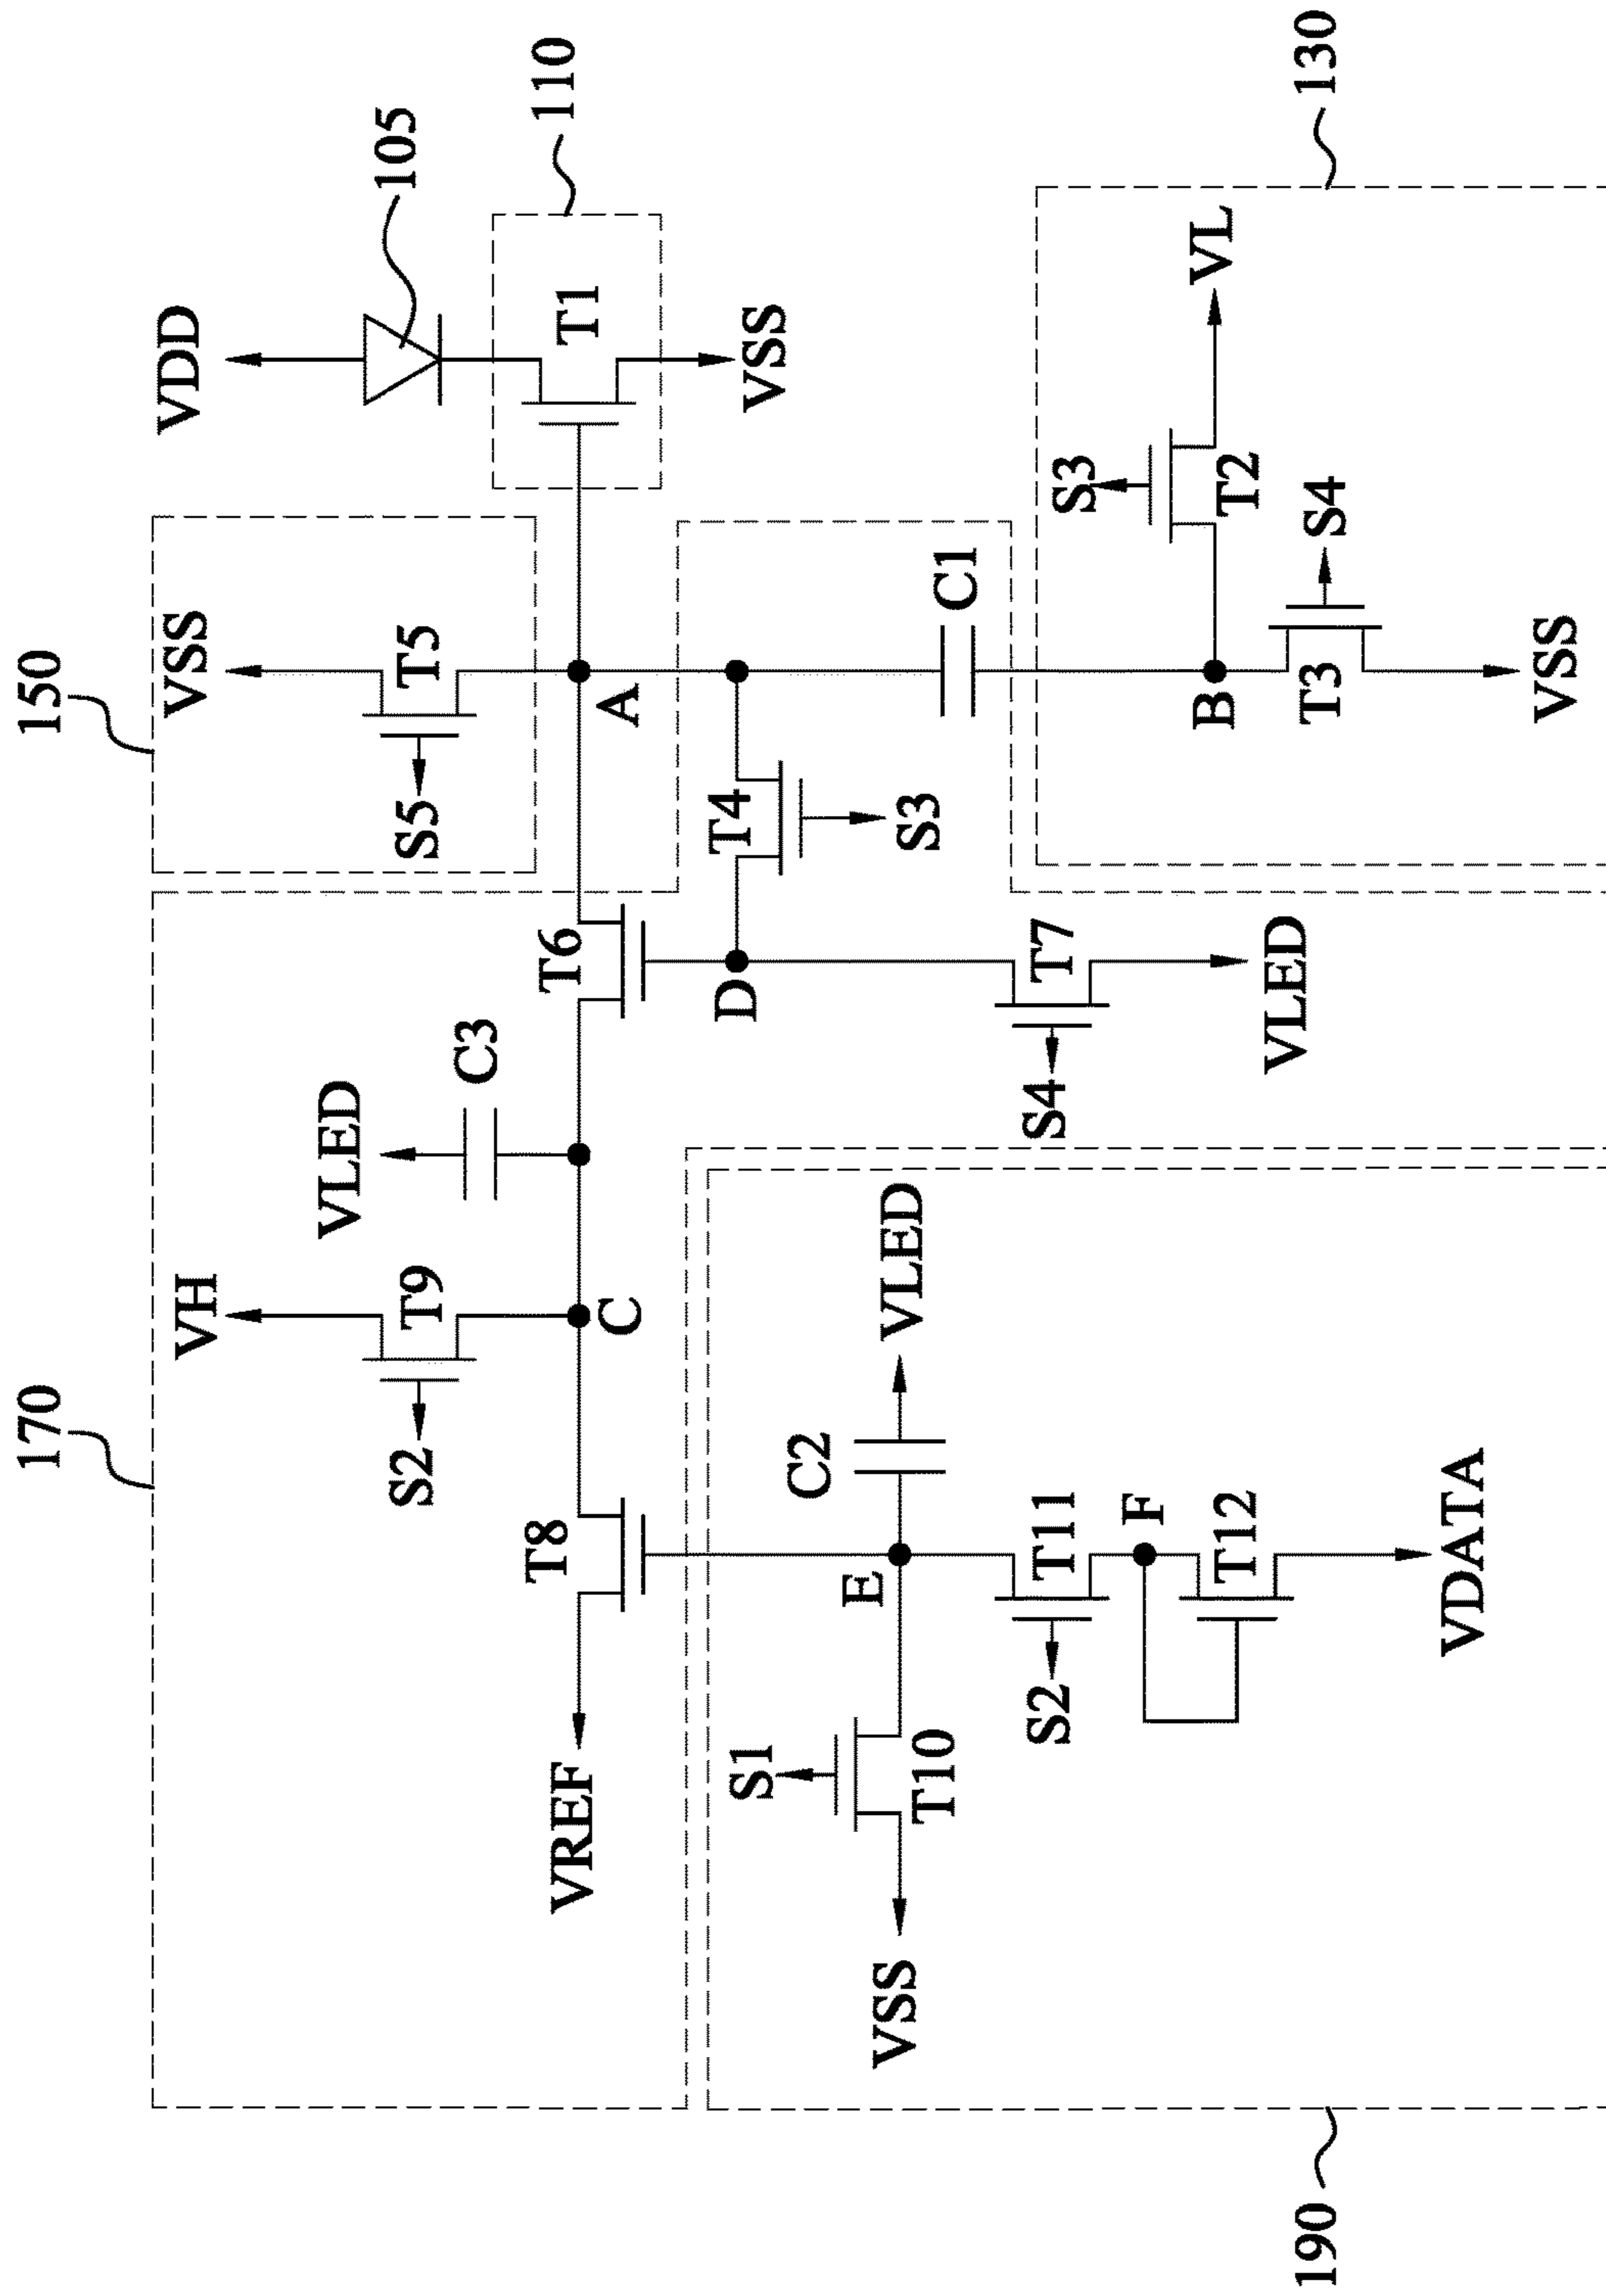 170
150
VH
VSS
VDD
105
S2
T9
VLED
C3
S5
T5
110
VREF
T8
C
T6
A
T1
S1
D
T4
VSS
VSS
T10
E
C2
VLED
S3
C1
S2
T11
S4
T7
S3
F
T12
B
T2
VL
VLED
T3
S4
130
VDATA
VSS
190